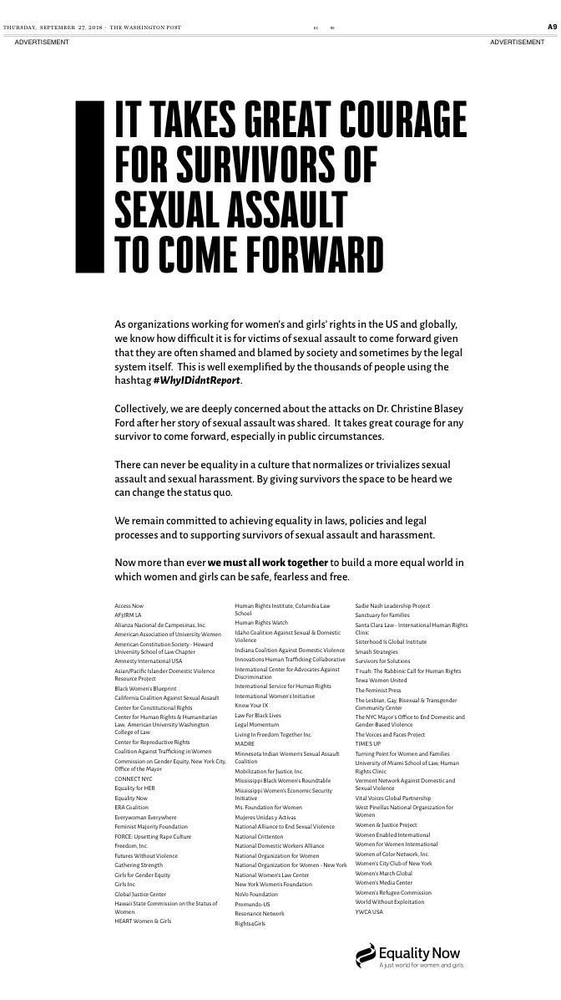 THURSDAY, SEPTEMBER 27, 2018 · THE WASHINGTON POST
EZ RE
A9
ADVERTISEMENT
ADVERTISEMENT
IT TAKES GREAT COURAGE
FOR SURVIVORS OF
SEXUAL ASSAULT
TO COME FORWARD
As organizations working for women's and girls' rights in the US and globally,
we know how difficult it is for victims of sexual assault to come forward given
that they are often shamed and blamed by society and sometimes by the legal
system itself. This is well exemplified by the thousands of people using the
hashtag #WhyIDidntReport.
Collectively, we are deeply concerned about the attacks on Dr. Christine Blasey
Ford after her story of sexual assault was shared. It takes great courage for any
survivor to come forward, especially in public circumstances.
There can never be equality in a culture that normalizes or trivializes sexual
assault and sexual harassment. By giving survivors the space to be heard we
can change the status quo.
We remain committed to achieving equality in laws, policies and legal
processes and to supporting survivors of sexual assault and harassment.
Now more than ever we must all work together to build a more equal world in
which women and girls can be safe, fearless and free.
Access Now
AF3IRM LA
Alianza Nacional de Campesinas, Inc.
American Association of University Women
American Constitution Society - Howard
University School of Law Chapter
Amnesty International USA
Asian/Pacific Islander Domestic Violence
Resource Project
Black Women's Blueprint
California Coalition Against Sexual Assault
Center for Constitutional Rights
Center for Human Rights & Humanitarian
Law, American University Washington
College of Law
Center for Reproductive Rights
Coalition Against Trafficking in Women
Commission on Gender Equity, New York City,
Office of the Mayor
CONNECT NYC
Equality for HER
Equality Now
ERA Coalition
Everywoman Everywhere
Feminist Majority Foundation
FORCE: Upsetting Rape Culture
Freedom, Inc.
Futures Without Violence
Gathering Strength
Girls for Gender Equity
Girls Inc.
Global Justice Center
Hawaii State Commission on the Status of
Women
HEART Women & Girls
Human Rights Institute, Columbia Law
School
Human Rights Watch
Idaho Coalition Against Sexual & Domestic
Violence
Indiana Coalition Against Domestic Violence
Innovations Human Trafficking Collaborative
International Center for Advocates Against
Discrimination
International Service for Human Rights
International Women's Initiative
Know Your IX
Law For Black Lives
Legal Momentum
Living In Freedom Together Inc.
MADRE
Minnesota Indian Women's Sexual Assault
Coalition
Mobilization for Justice, Inc.
Mississippi Black Women's Roundtable
Mississippi Women's Economic Security
Initiative
Ms. Foundation for Women
Mujeres Unidas y Activas
National Alliance to End Sexual Violence
National Crittenton
National Domestic Workers Alliance
National Organization for Women
National Organization for Women - New York
National Women's Law Center
New York Women's Foundation
NoVo Foundation
Promundo-US
Resonance Network
Rights4Girls
Sadie Nash Leadership Project
Sanctuary for Families
Santa Clara Law - International Human Rights
Clinic
Sisterhood Is Global Institute
Smash Strategies
Survivors for Solutions
T'ruah: The Rabbinic Call for Human Rights
Tewa Women United
The Feminist Press
The Lesbian, Gay, Bisexual & Transgender
Community Center
The NYC Mayor's Office to End Domestic and
Gender-Based Violence
The Voices and Faces Project
TIME'S UP
Turning Point for Women and Families
University of Miami School of Law, Human
Rights Clinic
Vermont Network Against Domestic and
Sexual Violence
Vital Voices Global Partnership
West Pinellas National Organization for
Women
Women & Justice Project
Women Enabled International
Women for Women International
Women of Color Network, Inc.
Women's City Club of New York
Women's March Global
Women's Media Center
Women's Refugee Commission
World Without Exploitation
YWCA USA
Equality Now
A just world for women and girls.